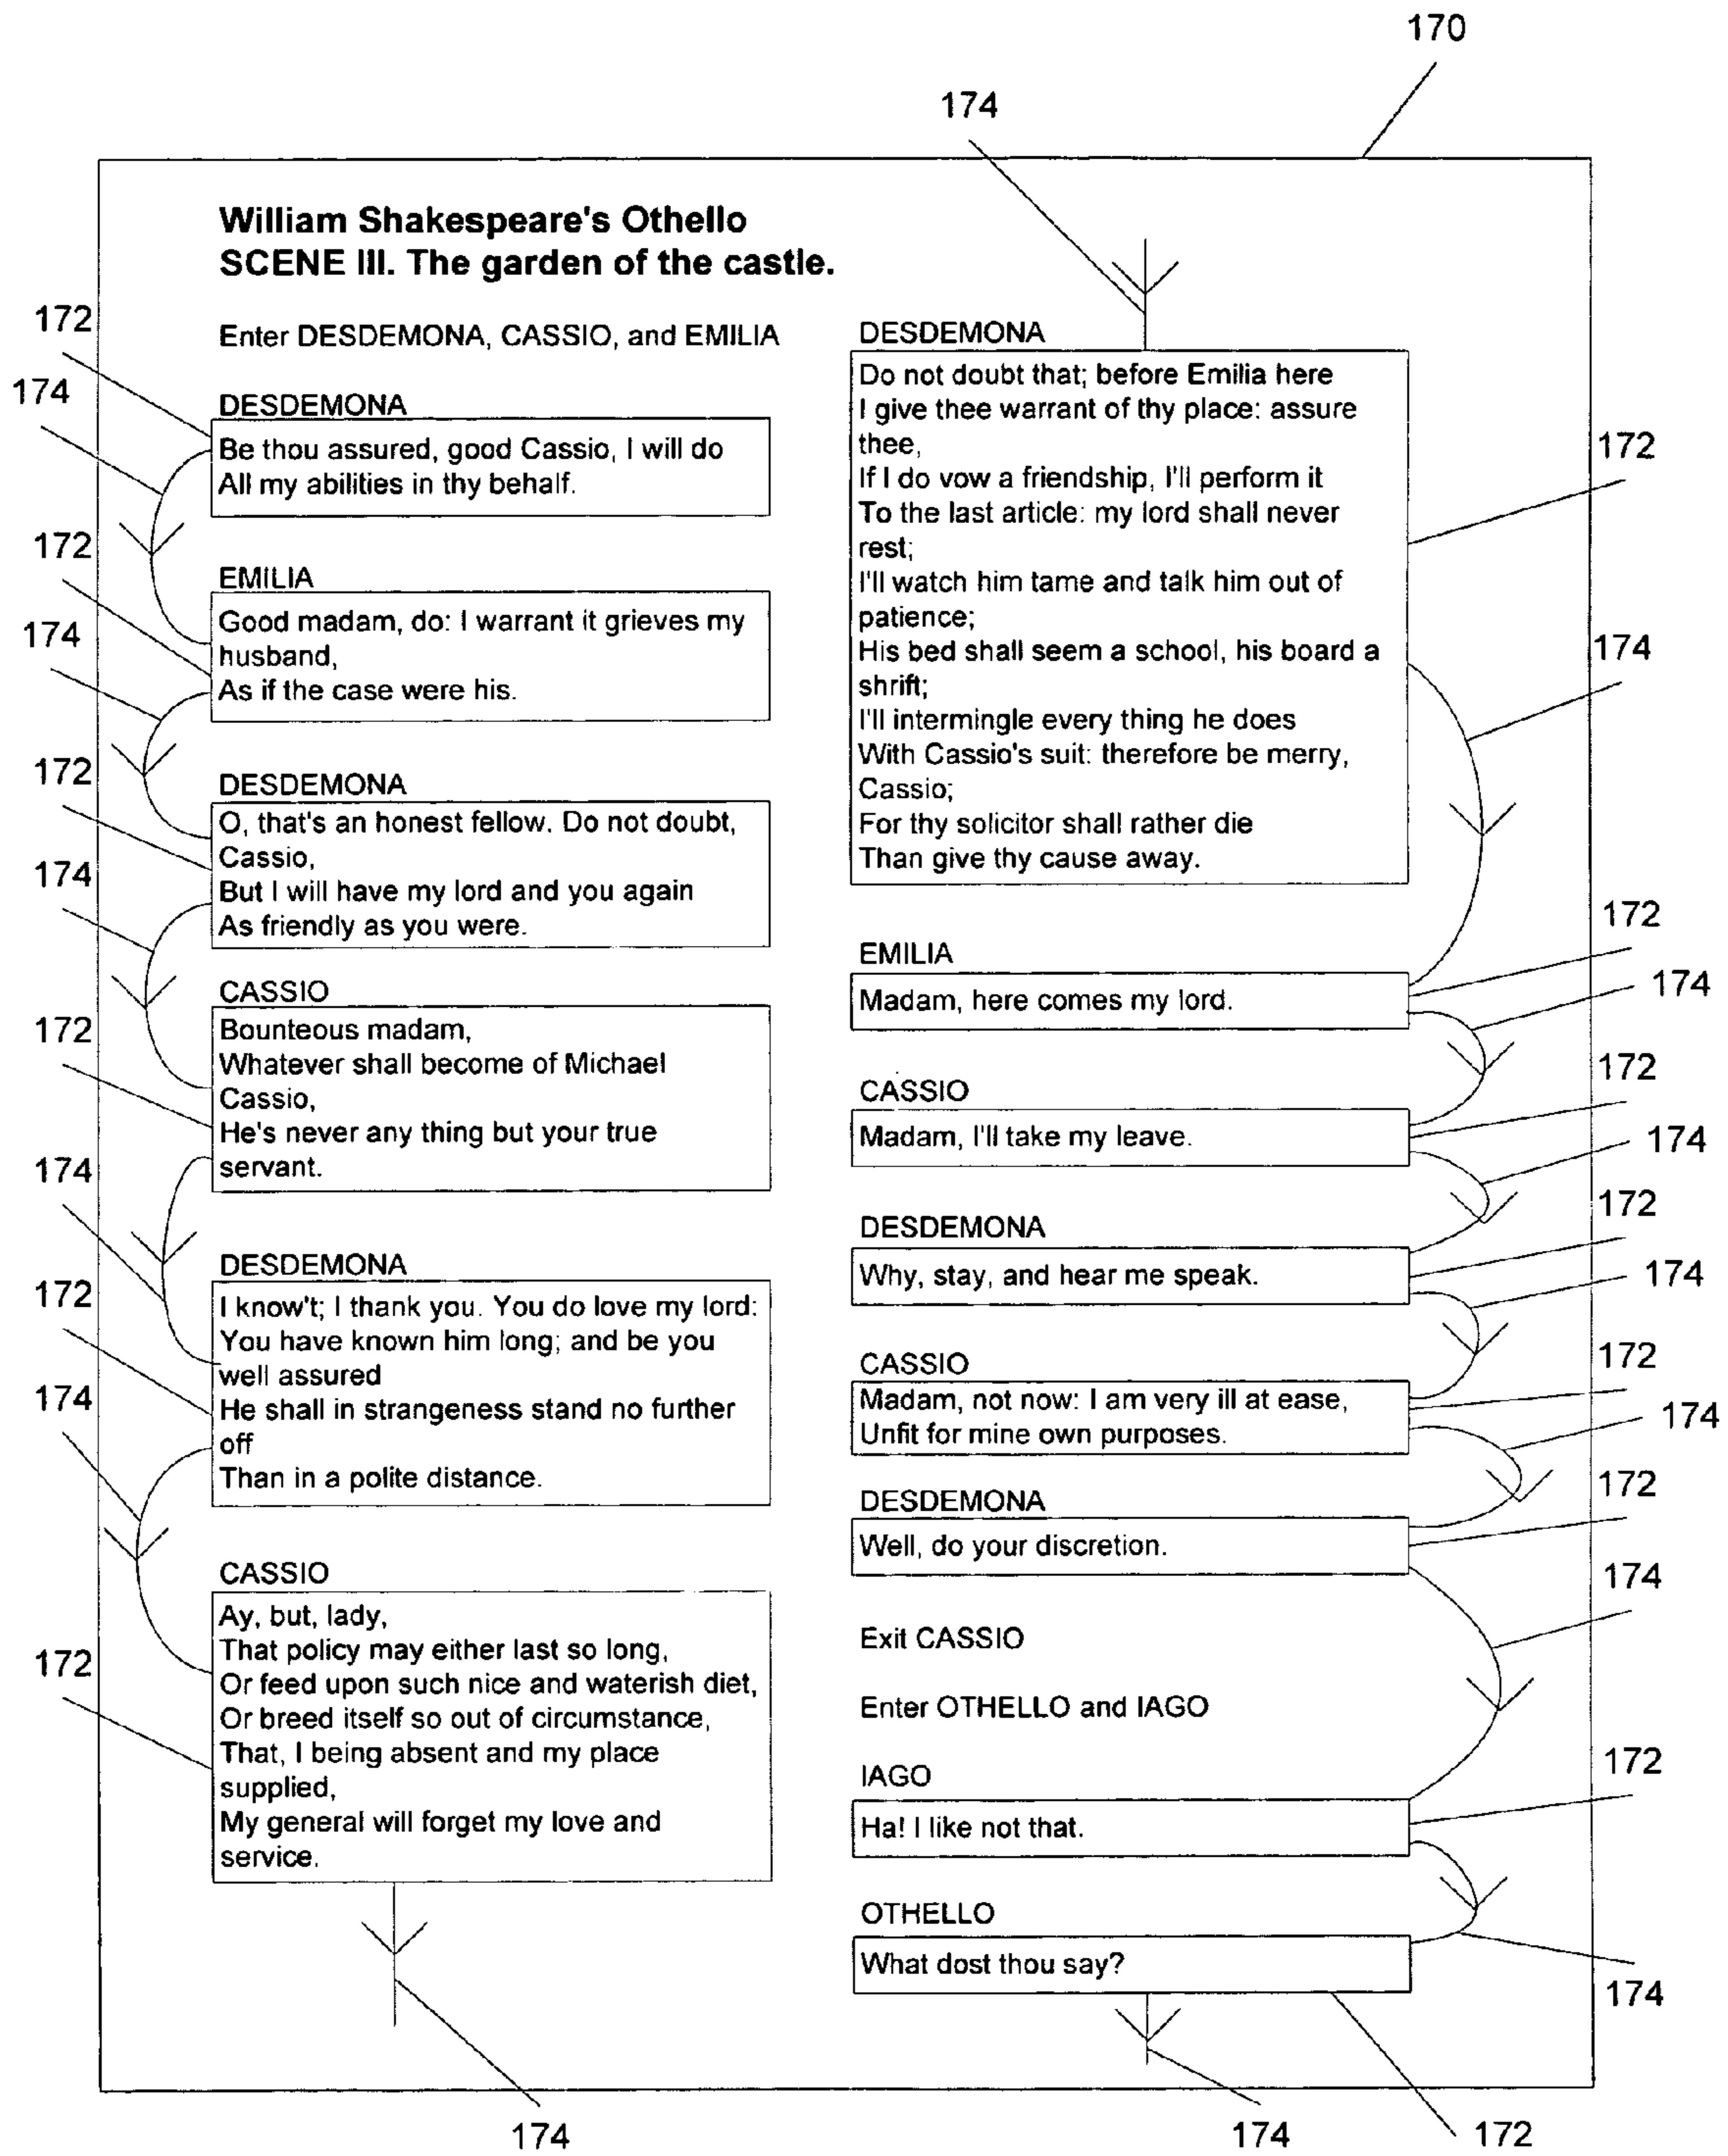 170
174
William Shakespeare's Othello
SCENE III. The garden of the castle.
172
Enter DESDEMONA, CASSIO, and EMILIA
174
DESDEMONA
Be thou assured, good Cassio, I will do
All my abilities in thy behalf.
172
EMILIA
174
Good madam, do: I warrant it grieves my
husband,
As if the case were his.
172
DESDEMONA
O, that's an honest fellow. Do not doubt,
Cassio,
174
But I will have my lord and you again
As friendly as you were.
CASSIO
172
Bounteous madam,
Whatever shall become of Michael
Cassio,
He's never any thing but your true
servant.
174
DESDEMONA
172
I know't; I thank you. You do love my lord:
You have known him long; and be you
well assured
174
He shall in strangeness stand no further
off
Than in a polite distance.
CASSIO
Ay, but, lady,
That policy may either last so long,
172
Or feed upon such nice and waterish diet,
Or breed itself so out of circumstance,
That, I being absent and my place
supplied,
My general will forget my love and
service.
174
DESDEMONA
Do not doubt that; before Emilia here
I give thee warrant of thy place: assure
thee,
172
If I do vow a friendship, I'll perform it
To the last article: my lord shall never
rest;
I'll watch him tame and talk him out of
patience;
174
His bed shall seem a school, his board a
shrift;
I'll intermingle every thing he does
With Cassio's suit: therefore be merry,
Cassio;
For thy solicitor shall rather die
Than give thy cause away.
172
EMILIA
174
Madam, here comes my lord.
172
CASSIO
Madam, I'll take my leave.
174
172
DESDEMONA
Why, stay, and hear me speak.
174
172
CASSIO
Madam, not now: I am very ill at ease,
174
Unfit for mine own purposes.
172
DESDEMONA
Well, do your discretion.
174
Exit CASSIO
Enter OTHELLO and IAGO
172
IAGO
Ha! I like not that.
OTHELLO
What dost thou say?
174
174
172